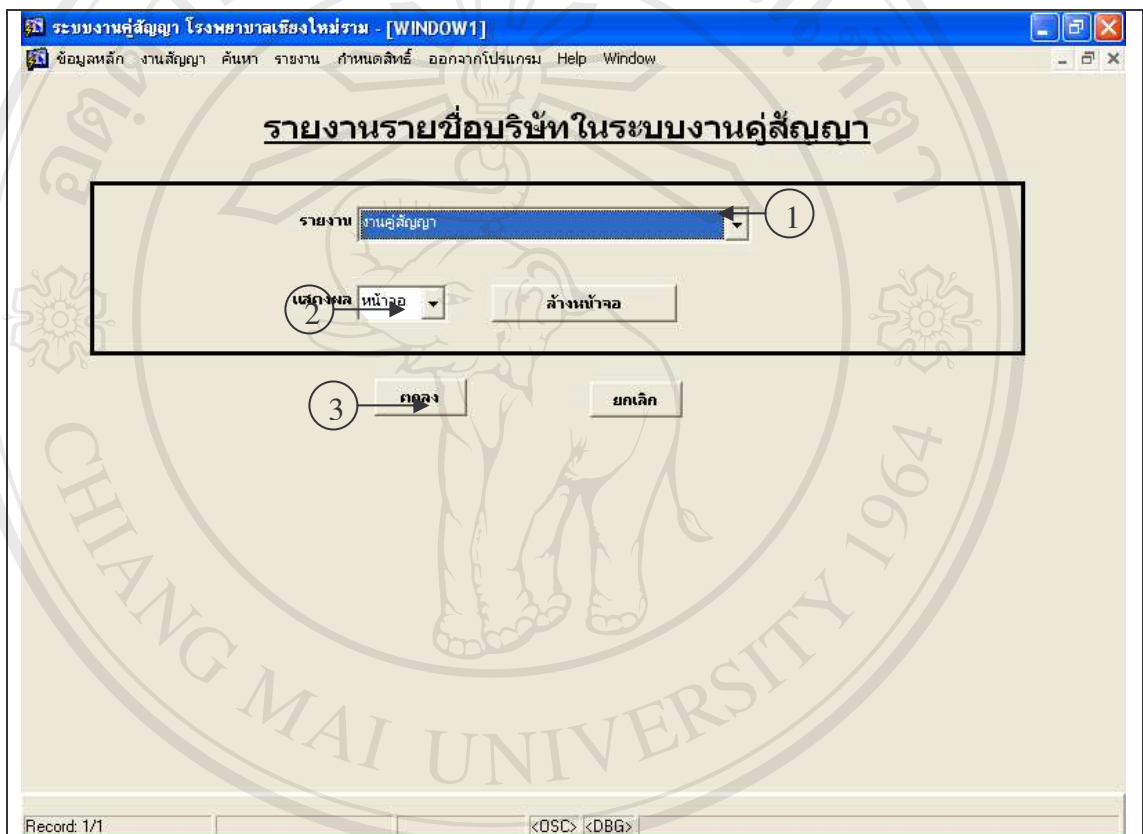 ระบบงานคู่สัญญา โรงพยาบาลเชียงใหม่ราม - [WINDOW1]
ข้อมูลหลัก งานสัญญา ค้นหา รายงาน กำหนดสิทธิ์ ออกจากโปรแกรม Help Window
รายงานรายชื่อบริษัทในระบบงานคู่สัญญา
รายงาน งานคู่สัญญา 1
แสดงผล หน้าจอ ล้างหน้าจอ
2
3 ตกลง ยกเลิก
CHIANG MAI UNIVERSITY 1964
Record: 1/1 <OSC> <DBG>